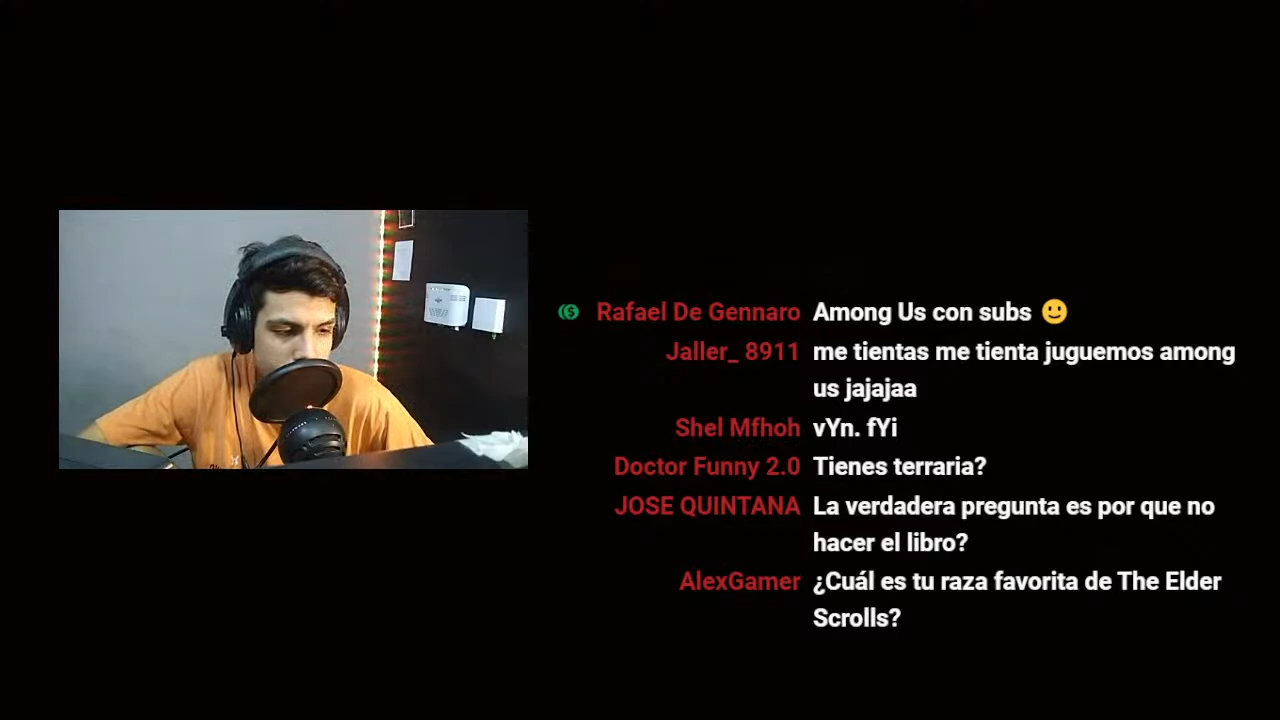 Rafael De Gennaro Among Us con subs 🙂
Jaller_ 8911 me tientas me tienta juguemos among
us jajajaa
Shel Mfhoh vYn. fYi
Doctor Funny 2.0 Tienes terraria?
JOSE QUINTANA La verdadera pregunta es por que no
hacer el libro?
AlexGamer ¿Cuál es tu raza favorita de The Elder
Scrolls?